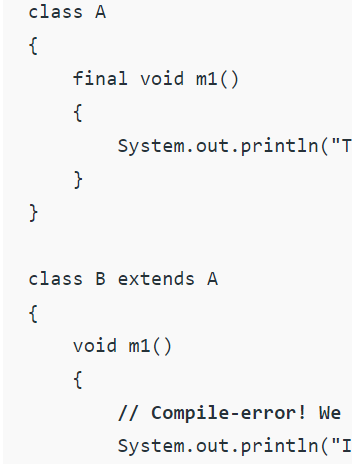 class A
{
final void m1()
{
System.out.println("T
}
}
class B extends A
{
void m1()
{
// Compile-error! We
System.out.println("I